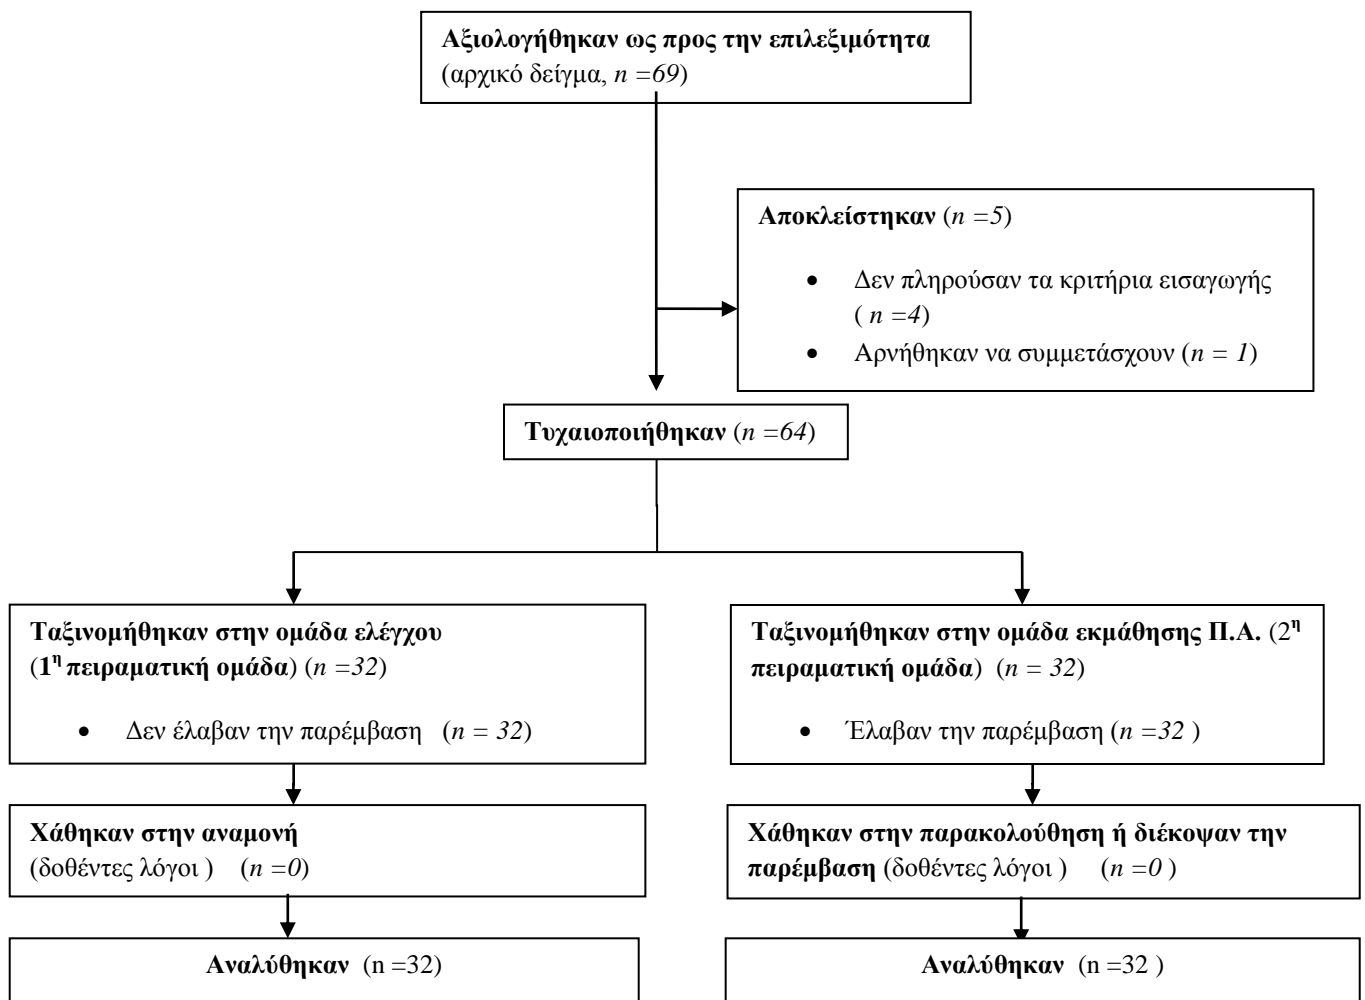 Αξιολογήθηκαν ως προς την επιλεξιμότητα
(αρχικό δείγμα, n =69)
Αποκλείστηκαν (n =5)
• Δεν πληρούσαν τα κριτήρια εισαγωγής
( n =4)
• Αρνήθηκαν να συμμετάσχουν (n = 1)
Τυχαιοποιήθηκαν (n =64)
Ταξινομήθηκαν στην ομάδα ελέγχου
(1η πειραματική ομάδα) (n =32)
• Δεν έλαβαν την παρέμβαση (n = 32)
Ταξινομήθηκαν στην ομάδα εκμάθησης Π.Α. (2η
πειραματική ομάδα) (n = 32)
• Έλαβαν την παρέμβαση (n =32 )
Χάθηκαν στην αναμονή
(δοθέντες λόγοι ) (n =0)
Χάθηκαν στην παρακολούθηση ή διέκοψαν την
παρέμβαση (δοθέντες λόγοι ) (n =0 )
Αναλύθηκαν (n =32)
Αναλύθηκαν (n =32 )